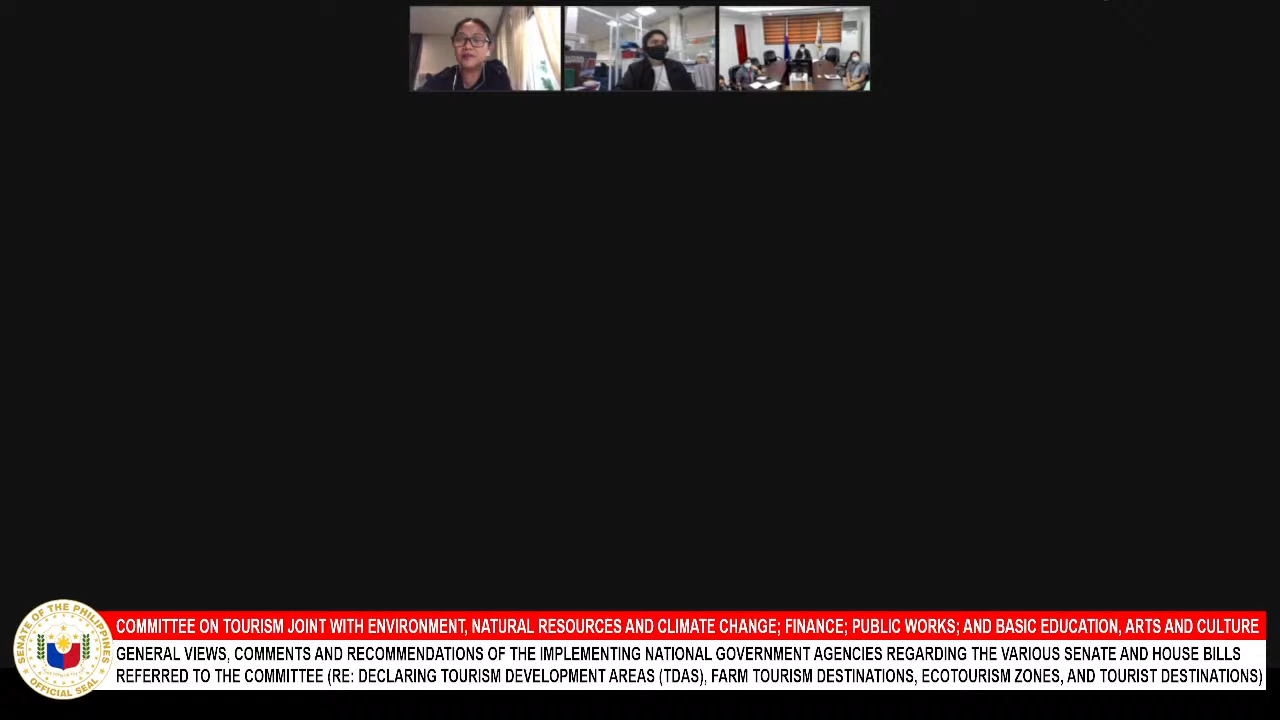 COMMITTEE ON TOURISM JOINT WITH ENVIRONMENT, NATURAL RESOURCES AND CLIMATE CHANGE; FINANCE; PUBLIC WORKS; AND BASIC EDUCATION, ARTS AND CULTURE
GENERAL VIEWS, COMMENTS AND RECOMMENDATIONS OF THE IMPLEMENTING NATIONAL GOVERNMENT AGENCIES REGARDING THE VARIOUS SENATE AND HOUSE BILLS
REFERRED TO THE COMMITTEE (RE: DECLARING TOURISM DEVELOPMENT AREAS (TDAS), FARM TOURISM DESTINATIONS, ECOTOURISM ZONES, AND TOURIST DESTINATIONS)
SENATE OF THE PHILIPPINES
OFFICIAL SEAL